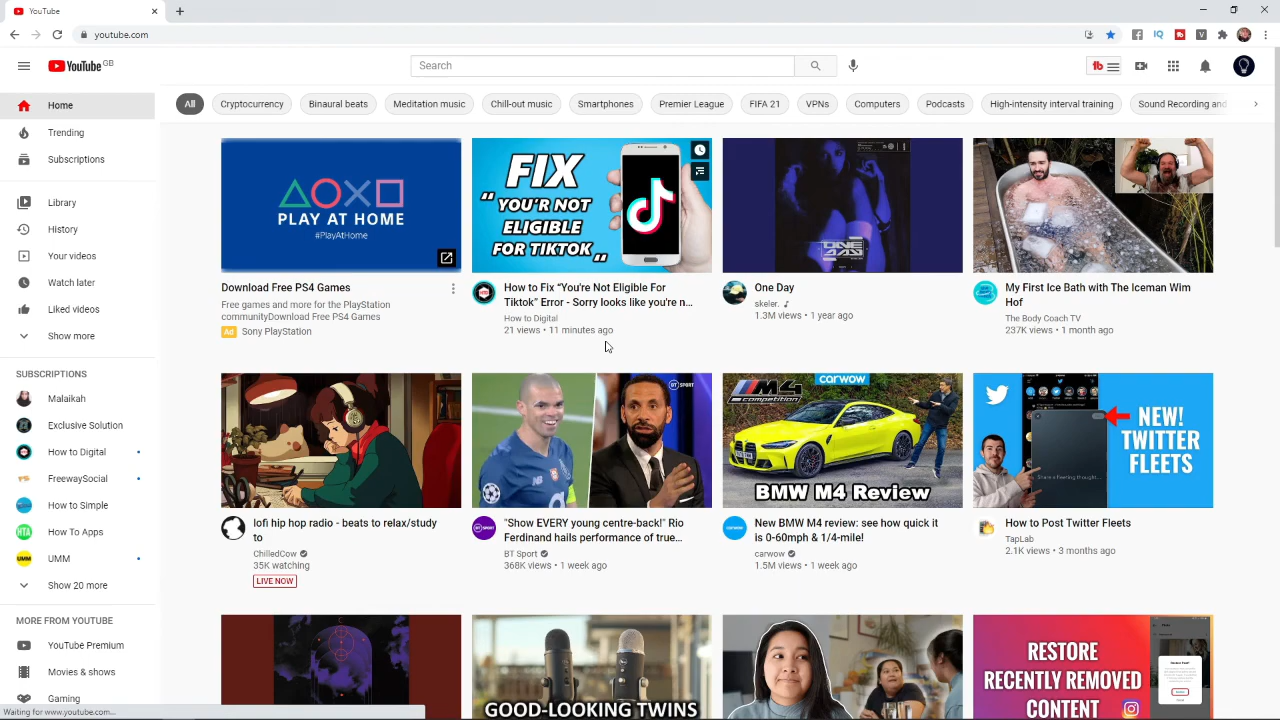 YouTube
youtube.com
YouTube GB
Search
Home
Trending
Subscriptions
Library
History
Your videos
Watch later
Liked videos
Show more
SUBSCRIPTIONS
Malaikah
Exclusive Solution
How to Digital
FreewaySocial
How to Simple
How To Apps
UMM
Show 20 more
MORE FROM YOUTUBE
YouTube Premium
Movies & shows
Gaming
Waiting for www.youtube.com...
All
Cryptocurrency
Binaural beats
Meditation music
Chill-out music
Smartphones
Premier League
FIFA 21
VPNs
Computers
Podcasts
High-intensity interval training
Sound Recording and
PLAY AT HOME
#PlayAtHome
Download Free PS4 Games
Free games and more for the PlayStation
communityDownload Free PS4 Games
Ad Sony PlayStation
FIX
"YOU'R NOT
ELIGIBLE
FOR TIKTOK"
How to Fix “You're Not Eligible For
Tiktok” Error - Sorry looks like you're n...
How to Digital
21 views • 11 minutes ago
ONE
DAY
One Day
skeler. ♪
1.3M views • 1 year ago
My First Ice Bath with The Iceman Wim
Hof
The Body Coach TV
237K views • 1 month ago
lofi hip hop radio - beats to relax/study
to
ChilledCow
35K watching
LIVE NOW
BT SPORT
"Show EVERY young centre-back!" Rio
Ferdinand hails performance of true...
BT Sport
368K views • 1 week ago
carwow
M4
competition
BMW M4 Review
New BMW M4 review: see how quick it
is 0-60mph & 1/4-mile!
carwow
1.5M views • 1 week ago
NEW!
TWITTER
FLEETS
Share a fleeting thought...
How to Post Twitter Fleets
TapLab
2.1K views • 3 months ago
OOD-LOOKING TWINS
RESTORE
RECENTLY REMOVED
CONTENT